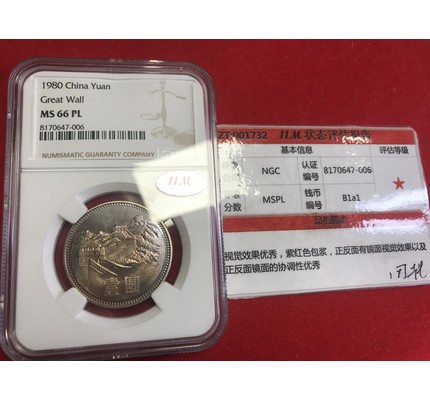 1980 China Yuan
Great Wall
MS 66 PL
8170647-006
NUMISMATIC GUARANTY COMPANY
11M
壹圆
ZT:001732 11M 状态评估报告
基本信息
评估等级
NGC
认证编号
8170647-006
分数
MSPL
钱币编号
B1a1
视觉效果优秀，紫红色包浆，正反面有镜面视觉效果以及
正反面镜面的协调性优秀